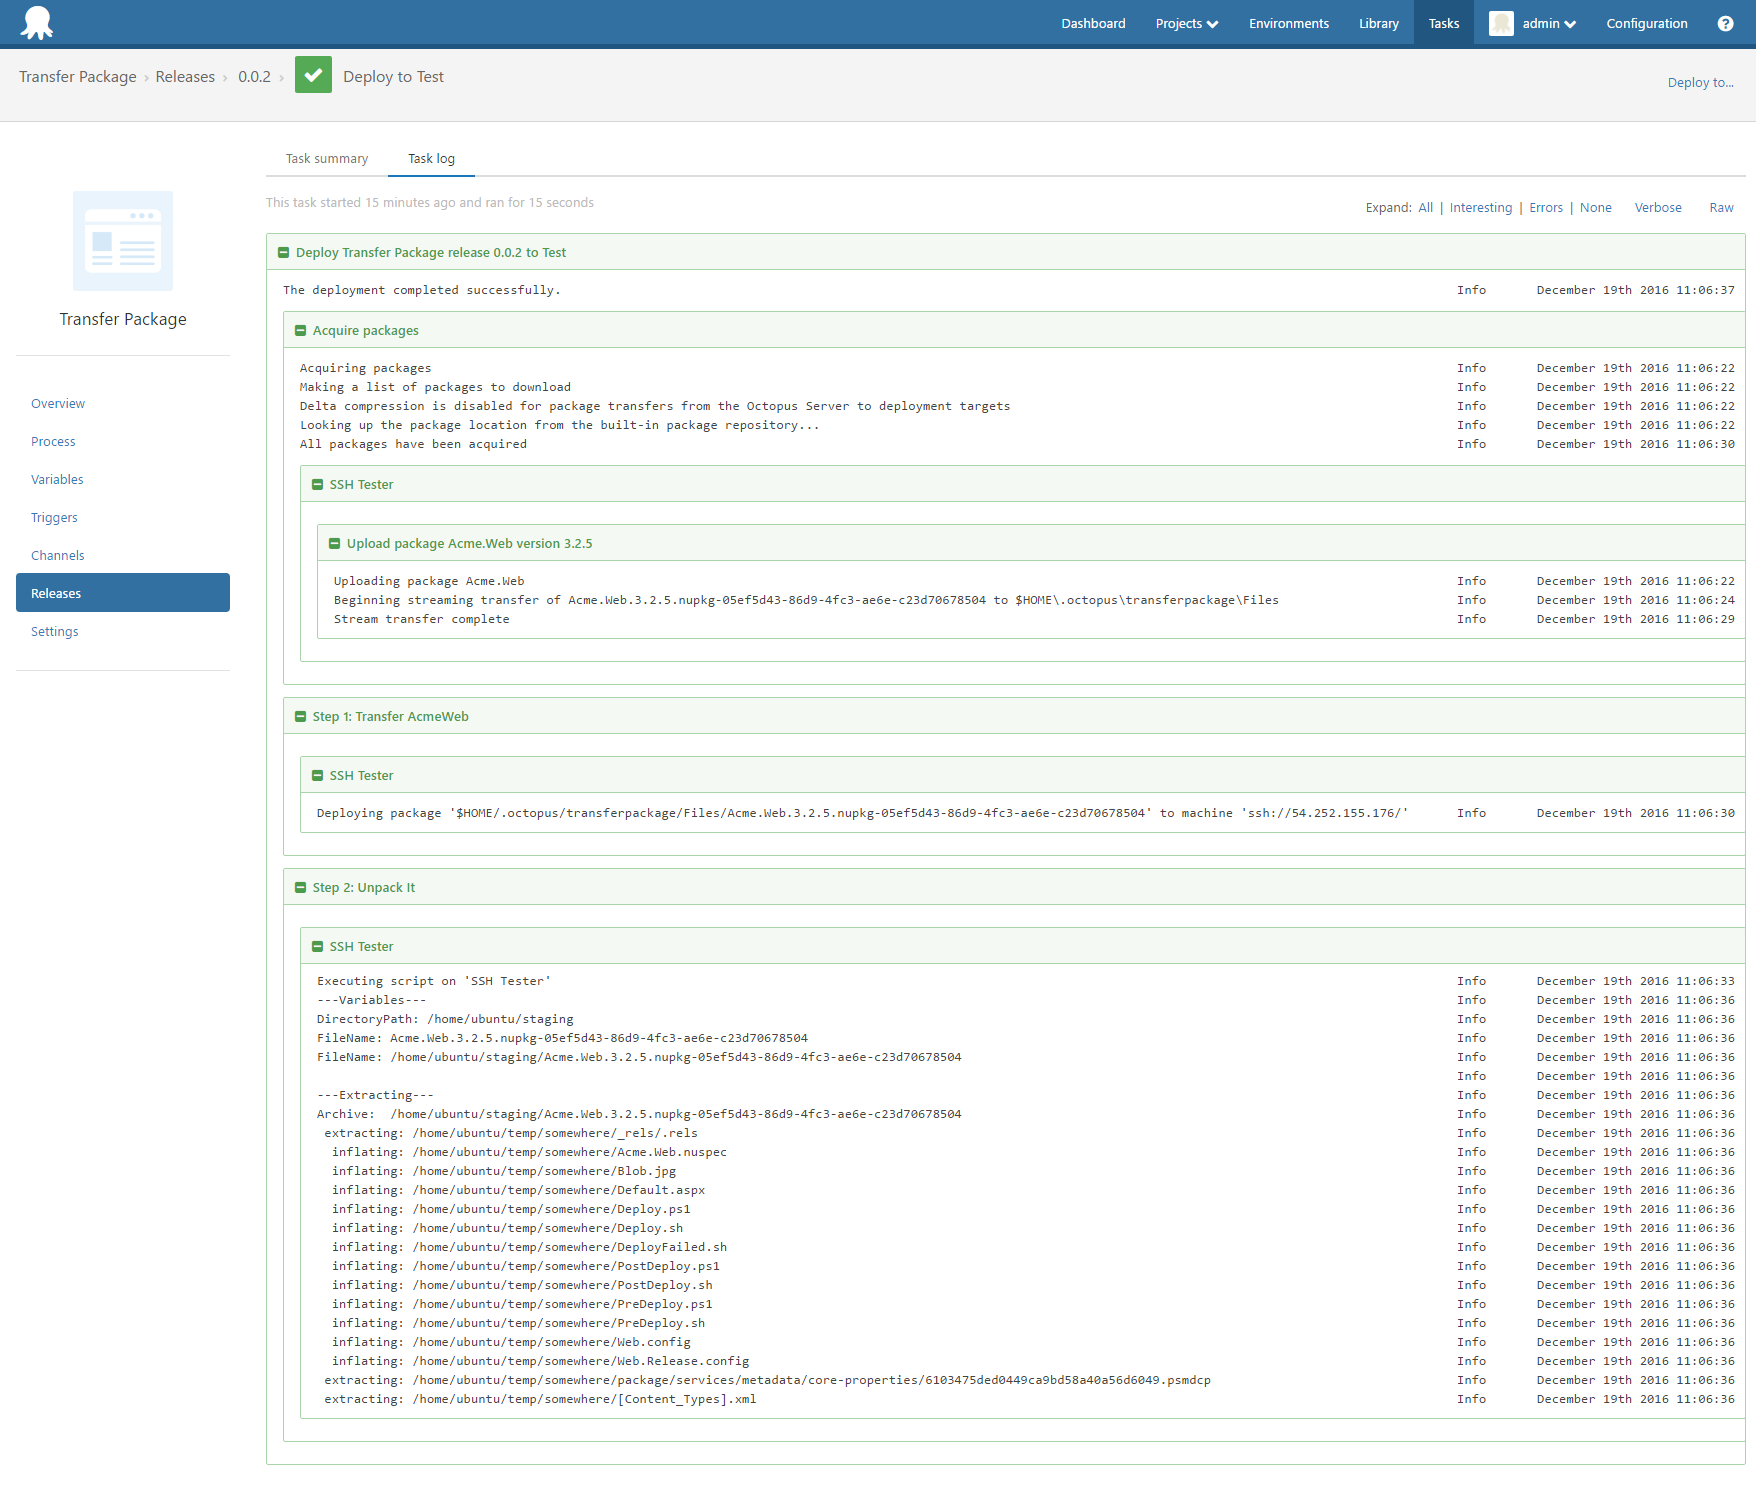 Dashboard Projects Environments Library Tasks admin Configuration ?
Transfer Package › Releases › 0.0.2 › Deploy to Test
Deploy to...
Transfer Package
Overview
Process
Variables
Triggers
Channels
Releases
Settings
Task summary Task log
This task started 15 minutes ago and ran for 15 seconds
Expand: All | Interesting | Errors | None Verbose Raw
Deploy Transfer Package release 0.0.2 to Test
The deployment completed successfully. Info December 19th 2016 11:06:37
Acquire packages
Acquiring packages Info December 19th 2016 11:06:22
Making a list of packages to download Info December 19th 2016 11:06:22
Delta compression is disabled for package transfers from the Octopus Server to deployment targets Info December 19th 2016 11:06:22
Looking up the package location from the built-in package repository... Info December 19th 2016 11:06:22
All packages have been acquired Info December 19th 2016 11:06:30
SSH Tester
Upload package Acme.Web version 3.2.5
Uploading package Acme.Web Info December 19th 2016 11:06:22
Beginning streaming transfer of Acme.Web.3.2.5.nupkg-05ef5d43-86d9-4fc3-ae6e-c23d70678504 to $HOME\.octopus\transferpackage\Files Info December 19th 2016 11:06:24
Stream transfer complete Info December 19th 2016 11:06:29
Step 1: Transfer AcmeWeb
SSH Tester
Deploying package '$HOME/.octopus/transferpackage/Files/Acme.Web.3.2.5.nupkg-05ef5d43-86d9-4fc3-ae6e-c23d70678504' to machine 'ssh://54.252.155.176/' Info December 19th 2016 11:06:30
Step 2: Unpack It
SSH Tester
Executing script on 'SSH Tester' Info December 19th 2016 11:06:33
---Variables--- Info December 19th 2016 11:06:36
DirectoryPath: /home/ubuntu/staging Info December 19th 2016 11:06:36
FileName: Acme.Web.3.2.5.nupkg-05ef5d43-86d9-4fc3-ae6e-c23d70678504 Info December 19th 2016 11:06:36
FileName: /home/ubuntu/staging/Acme.Web.3.2.5.nupkg-05ef5d43-86d9-4fc3-ae6e-c23d70678504 Info December 19th 2016 11:06:36
Info December 19th 2016 11:06:36
---Extracting--- Info December 19th 2016 11:06:36
Archive: /home/ubuntu/staging/Acme.Web.3.2.5.nupkg-05ef5d43-86d9-4fc3-ae6e-c23d70678504 Info December 19th 2016 11:06:36
extracting: /home/ubuntu/temp/somewhere/_rels/.rels Info December 19th 2016 11:06:36
inflating: /home/ubuntu/temp/somewhere/Acme.Web.nuspec Info December 19th 2016 11:06:36
inflating: /home/ubuntu/temp/somewhere/Blob.jpg Info December 19th 2016 11:06:36
inflating: /home/ubuntu/temp/somewhere/Default.aspx Info December 19th 2016 11:06:36
inflating: /home/ubuntu/temp/somewhere/Deploy.ps1 Info December 19th 2016 11:06:36
inflating: /home/ubuntu/temp/somewhere/Deploy.sh Info December 19th 2016 11:06:36
inflating: /home/ubuntu/temp/somewhere/DeployFailed.sh Info December 19th 2016 11:06:36
inflating: /home/ubuntu/temp/somewhere/PostDeploy.ps1 Info December 19th 2016 11:06:36
inflating: /home/ubuntu/temp/somewhere/PostDeploy.sh Info December 19th 2016 11:06:36
inflating: /home/ubuntu/temp/somewhere/PreDeploy.ps1 Info December 19th 2016 11:06:36
inflating: /home/ubuntu/temp/somewhere/PreDeploy.sh Info December 19th 2016 11:06:36
inflating: /home/ubuntu/temp/somewhere/Web.config Info December 19th 2016 11:06:36
inflating: /home/ubuntu/temp/somewhere/Web.Release.config Info December 19th 2016 11:06:36
extracting: /home/ubuntu/temp/somewhere/package/services/metadata/core-properties/6103475ded0449ca9bd58a40a56d6049.psmdcp Info December 19th 2016 11:06:36
extracting: /home/ubuntu/temp/somewhere/[Content_Types].xml Info December 19th 2016 11:06:36